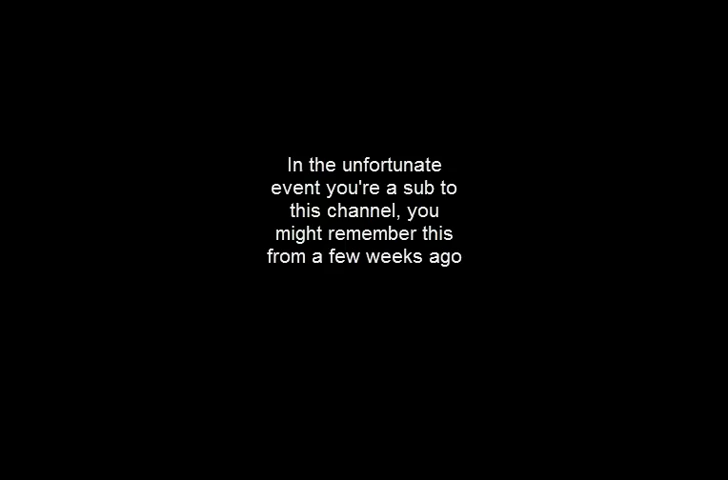 In the unfortunate
event you're a sub to
this channel, you
might remember this
from a few weeks ago